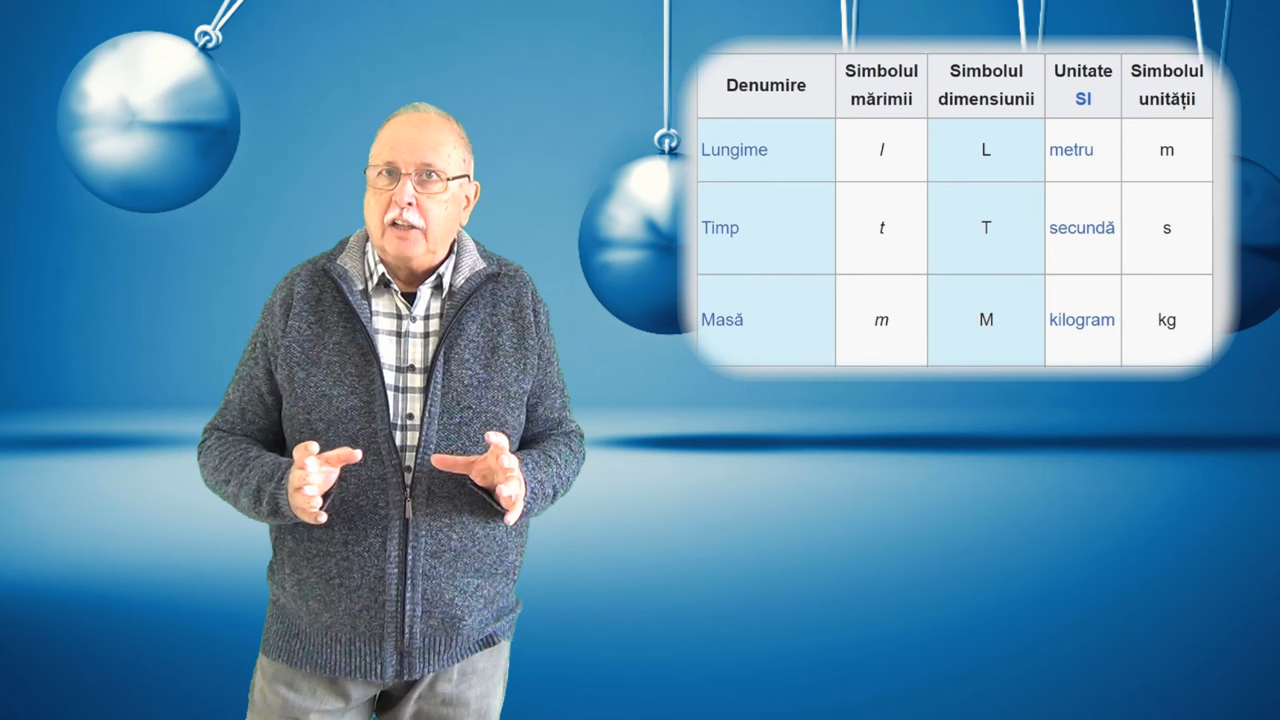 Denumire Simbolul mărimii Simbolul dimensiunii Unitate SI Simbolul unității
Lungime l L metru m
Timp t T secundă s
Masă m M kilogram kg